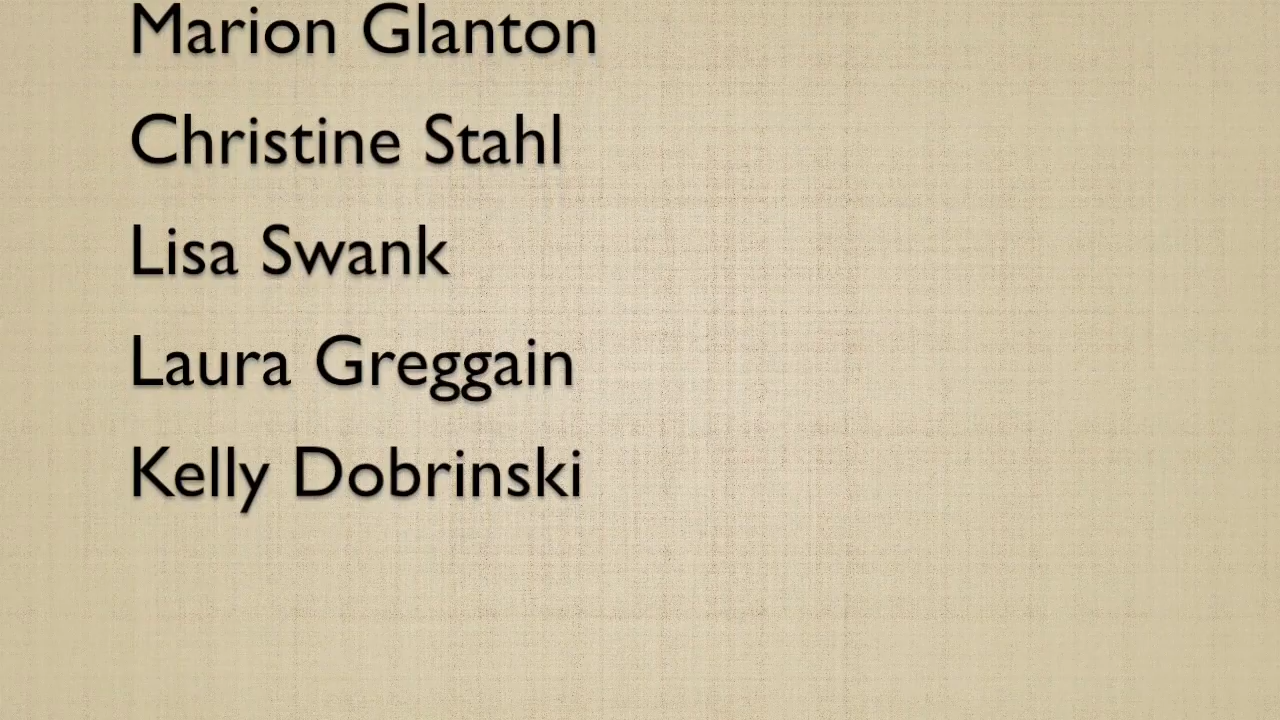 Marion Glanton
Christine Stahl
Lisa Swank
Laura Greggain
Kelly Dobrinski